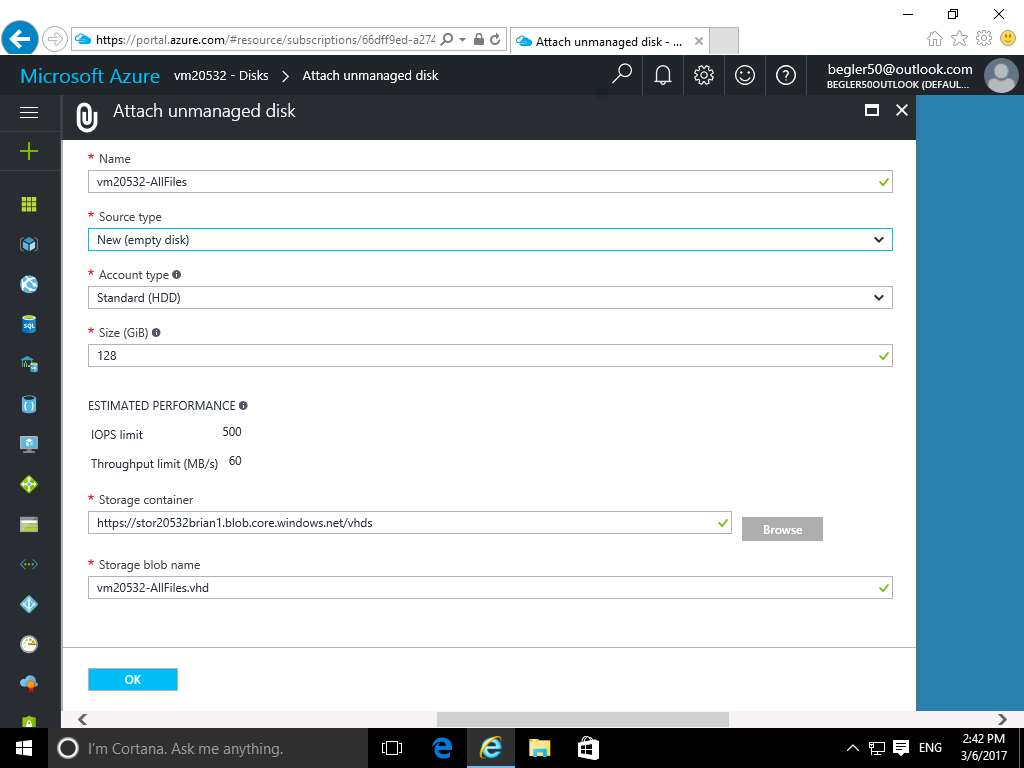 https://portal.azure.com/#resource/subscriptions/66dff9ed-a274
Attach unmanaged disk - ...
Microsoft Azure vm20532 - Disks > Attach unmanaged disk
begler50@outlook.com
BEGLER50OUTLOOK (DEFAUL...
Attach unmanaged disk
* Name
vm20532-AllFiles
* Source type
New (empty disk)
* Account type
Standard (HDD)
* Size (GiB)
128
ESTIMATED PERFORMANCE
IOPS limit 500
Throughput limit (MB/s) 60
* Storage container
https://stor20532brian1.blob.core.windows.net/vhds
Browse
* Storage blob name
vm20532-AllFiles.vhd
OK
I'm Cortana. Ask me anything.
ENG
2:42 PM
3/6/2017